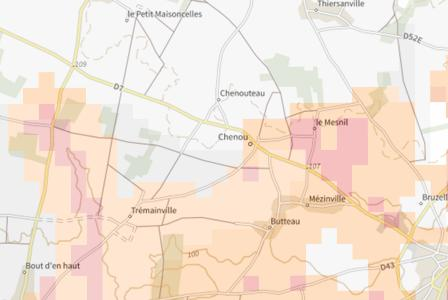 le Petit Maisoncelles
Thiersanville
D52E
109
D7
Chenouteau
le Mesnil
Chenou
107
Mézinville
Bruzell
Trémainville
Butteau
100
Bout d'en haut
D43